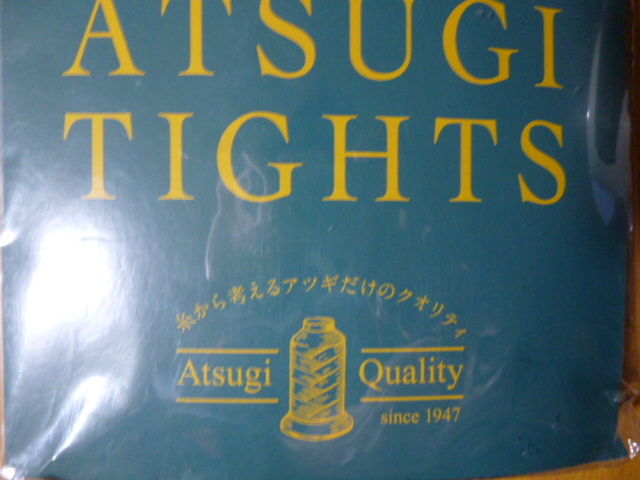 ATSUGI
TIGHTS
糸から考えるアツギだけのクオリティ
Atsugi Quality
since 1947